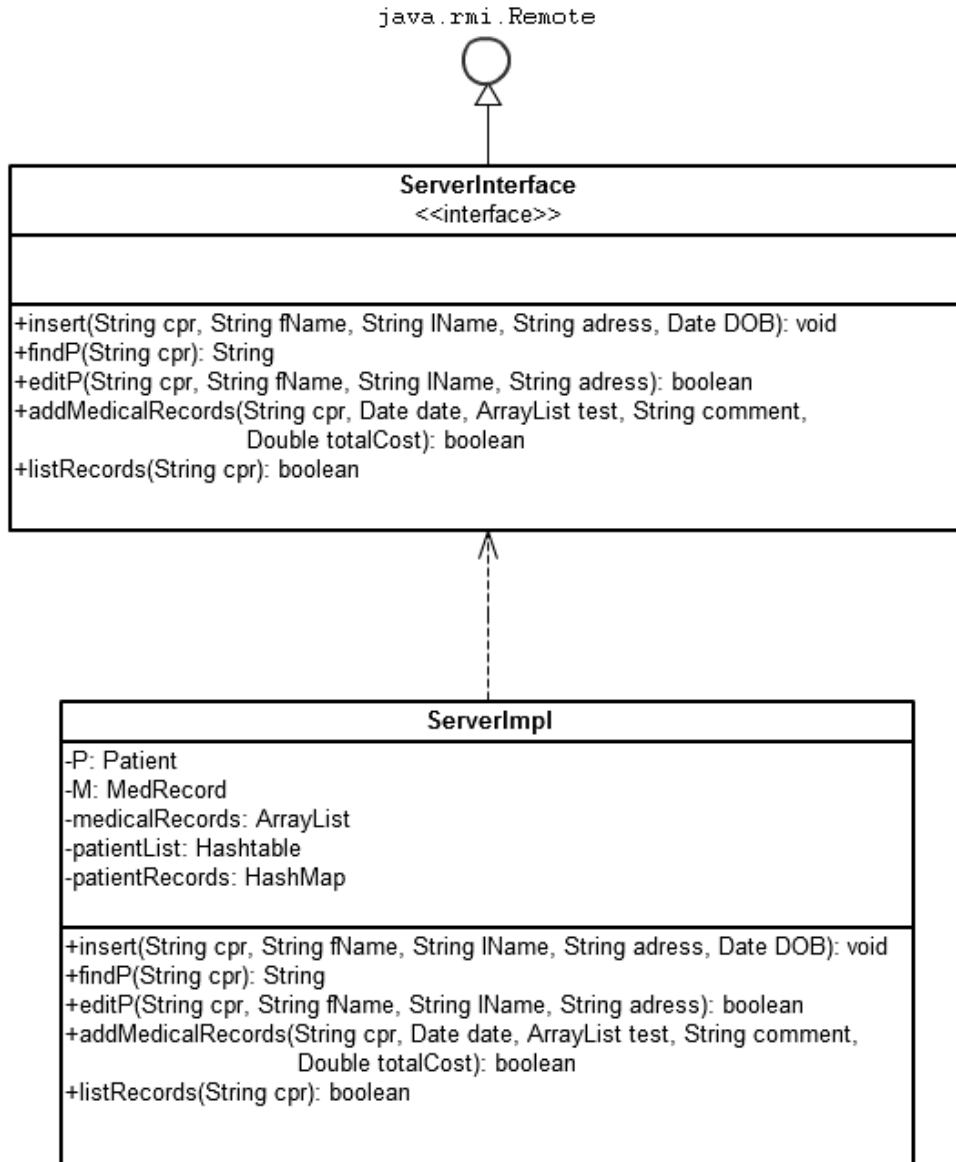 java.rmi.Remote
ServerInterface
<<interface>>
+insert(String cpr, String fName, String lName, String adress, Date DOB): void
+findP(String cpr): String
+editP(String cpr, String fName, String lName, String adress): boolean
+addMedicalRecords(String cpr, Date date, ArrayList test, String comment,
Double totalCost): boolean
+listRecords(String cpr): boolean
ServerImpl
-P: Patient
-M: MedRecord
-medicalRecords: ArrayList
-patientList: Hashtable
-patientRecords: HashMap
+insert(String cpr, String fName, String lName, String adress, Date DOB): void
+findP(String cpr): String
+editP(String cpr, String fName, String lName, String adress): boolean
+addMedicalRecords(String cpr, Date date, ArrayList test, String comment,
Double totalCost): boolean
+listRecords(String cpr): boolean